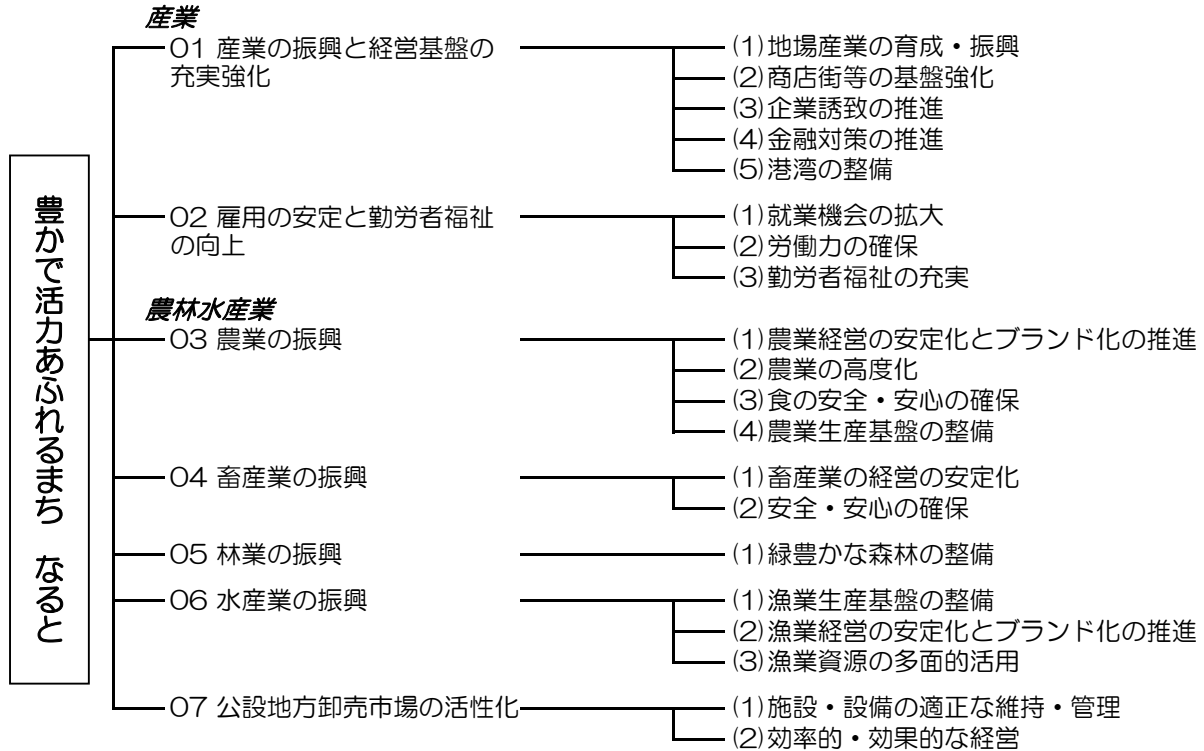 豊かで活力あふれるまち なると
産業
01 産業の振興と経営基盤の
充実強化
(1)地場産業の育成・振興
(2)商店街等の基盤強化
(3)企業誘致の推進
(4)金融対策の推進
(5)港湾の整備
02 雇用の安定と勤労者福祉
の向上
(1)就業機会の拡大
(2)労働力の確保
(3)勤労者福祉の充実
農林水産業
03 農業の振興
(1)農業経営の安定化とブランド化の推進
(2)農業の高度化
(3)食の安全・安心の確保
(4)農業生産基盤の整備
04 畜産業の振興
(1)畜産業の経営の安定化
(2)安全・安心の確保
05 林業の振興
(1)緑豊かな森林の整備
06 水産業の振興
(1)漁業生産基盤の整備
(2)漁業経営の安定化とブランド化の推進
(3)漁業資源の多面的活用
07 公設地方卸売市場の活性化
(1)施設・設備の適正な維持・管理
(2)効率的・効果的な経営